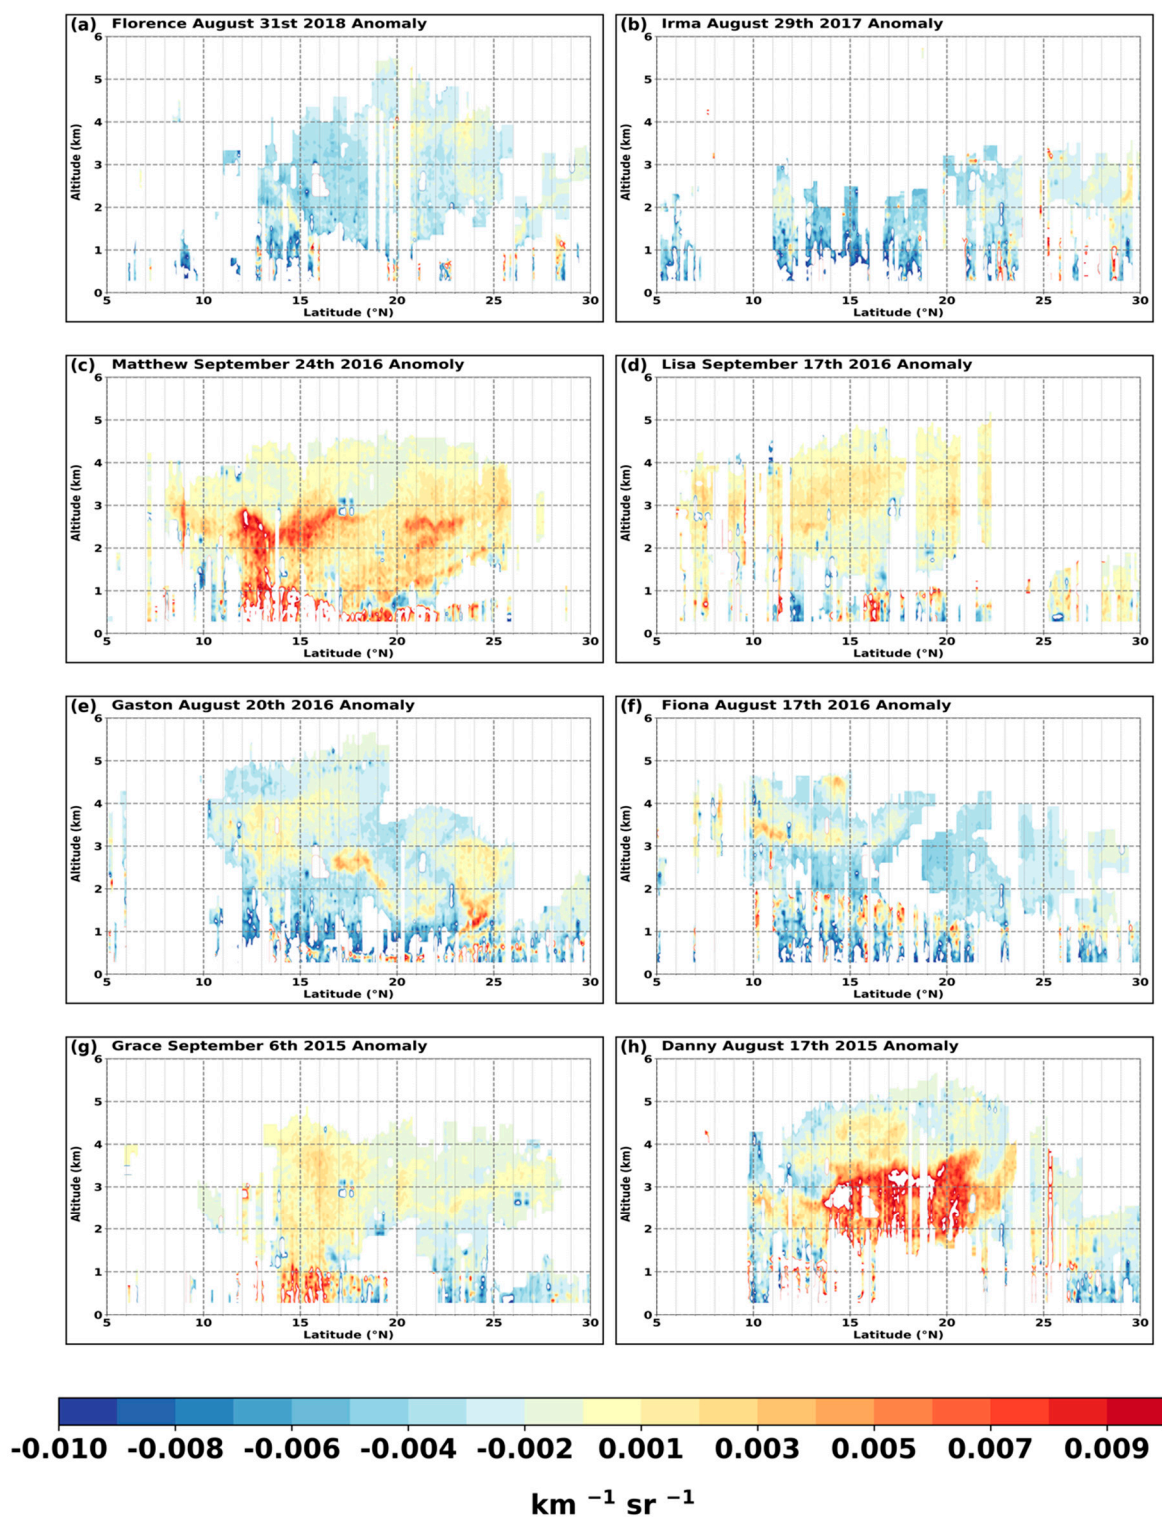 (a) Florence August 31st 2018 Anomaly
6
5
4
3
2
1
0
Altitude (km)
5 10 15 20 25 30
Latitude (°N)
(b) Irma August 29th 2017 Anomaly
6
5
4
3
2
1
0
Altitude (km)
5 10 15 20 25 30
Latitude (°N)
(c) Matthew September 24th 2016 Anomoly
6
5
4
3
2
1
0
Altitude (km)
5 10 15 20 25 30
Latitude (°N)
(d) Lisa September 17th 2016 Anomaly
6
5
4
3
2
1
0
Altitude (km)
5 10 15 20 25 30
Latitude (°N)
(e) Gaston August 20th 2016 Anomaly
6
5
4
3
2
1
0
Altitude (km)
5 10 15 20 25 30
Latitude (°N)
(f) Fiona August 17th 2016 Anomaly
6
5
4
3
2
1
0
Altitude (km)
5 10 15 20 25 30
Latitude (°N)
(g) Grace September 6th 2015 Anomaly
6
5
4
3
2
1
0
Altitude (km)
5 10 15 20 25 30
Latitude (°N)
(h) Danny August 17th 2015 Anomaly
6
5
4
3
2
1
0
Altitude (km)
5 10 15 20 25 30
Latitude (°N)
-0.010 -0.008 -0.006 -0.004 -0.002 0.001 0.003 0.005 0.007 0.009
km ⁻¹ sr ⁻¹